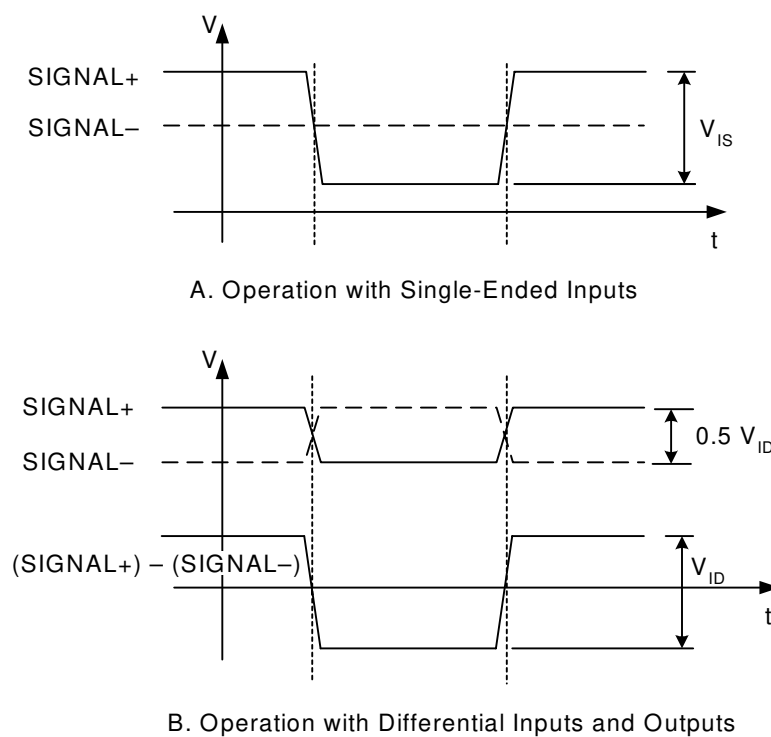 V
SIGNAL+
SIGNAL–
V_IS
t
A. Operation with Single-Ended Inputs
V
SIGNAL+
0.5 V_ID
SIGNAL–
(SIGNAL+) – (SIGNAL–)
V_ID
t
B. Operation with Differential Inputs and Outputs